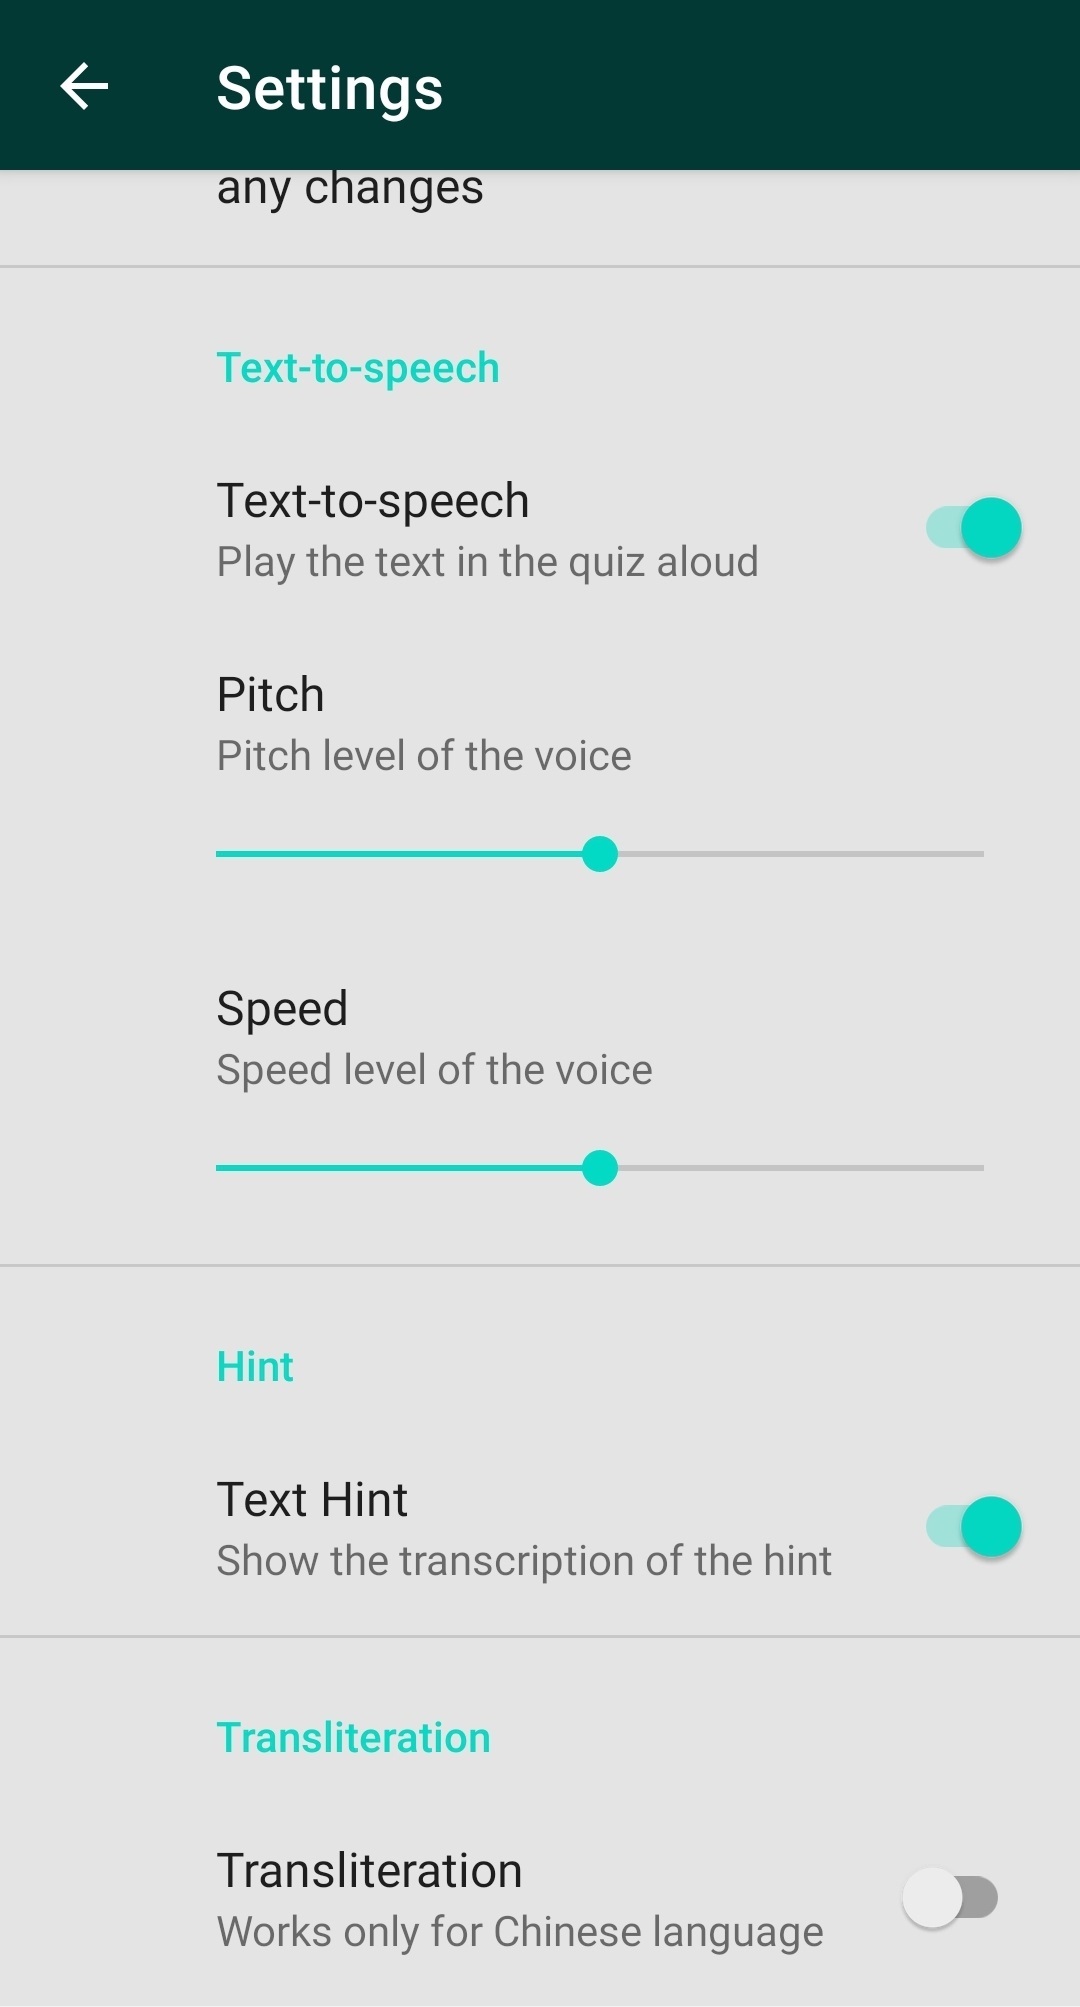 Settings
any changes
Text-to-speech
Text-to-speech
Play the text in the quiz aloud
Pitch
Pitch level of the voice
Speed
Speed level of the voice
Hint
Text Hint
Show the transcription of the hint
Transliteration
Transliteration
Works only for Chinese language